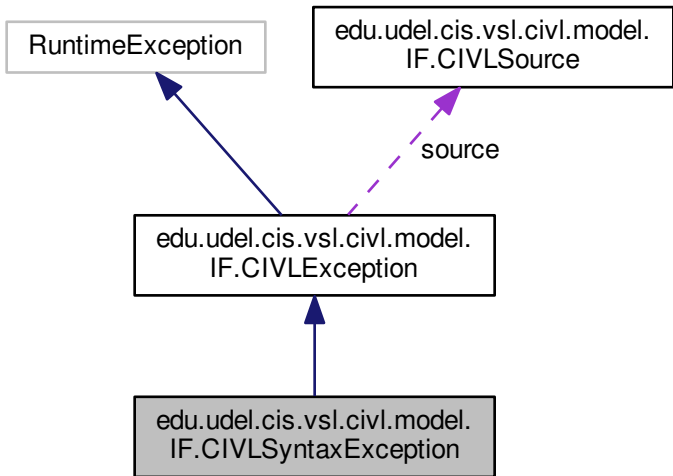 RuntimeException
edu.udel.cis.vsl.civl.model.
IF.CIVLSource
source
edu.udel.cis.vsl.civl.model.
IF.CIVLException
edu.udel.cis.vsl.civl.model.
IF.CIVLSyntaxException